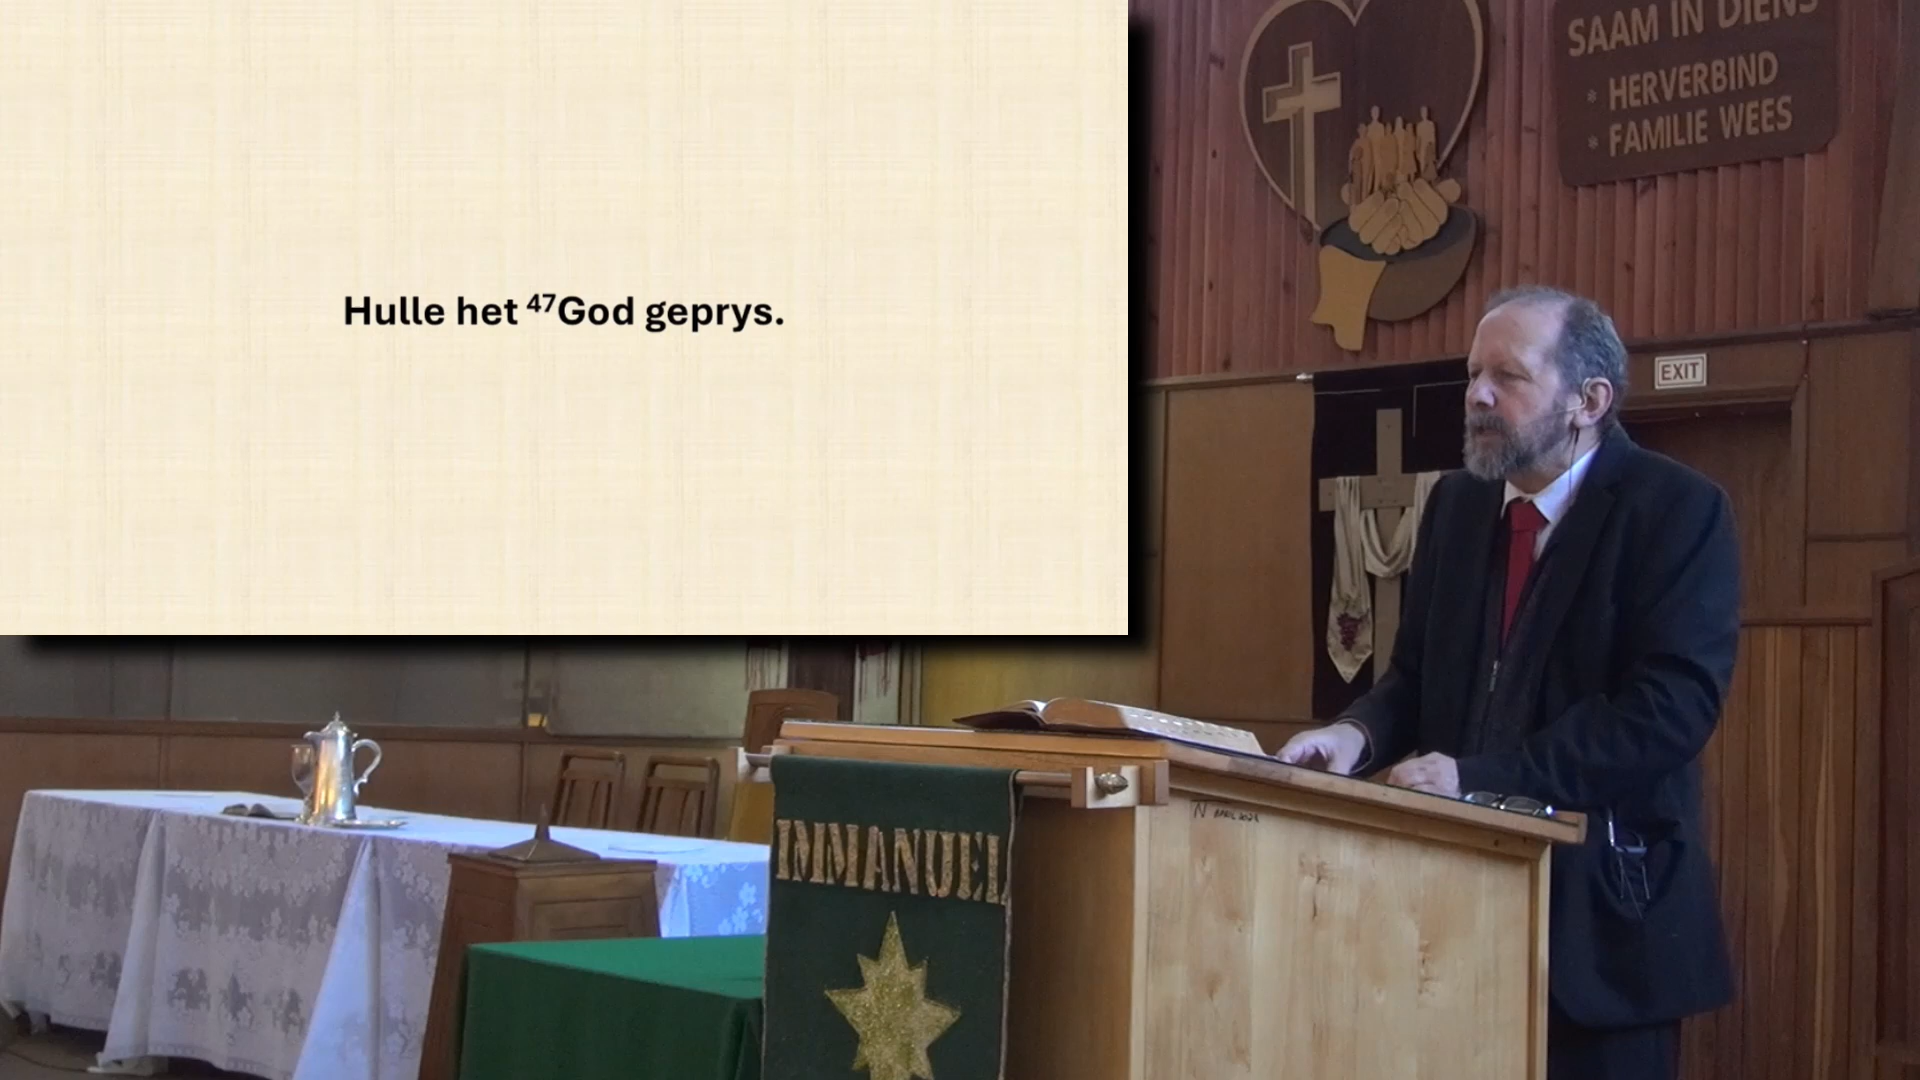 Hulle het ⁴⁷God geprys.
SAAM IN DIENS
* HERVERBIND
* FAMILIE WEES
EXIT
IMMANUEL